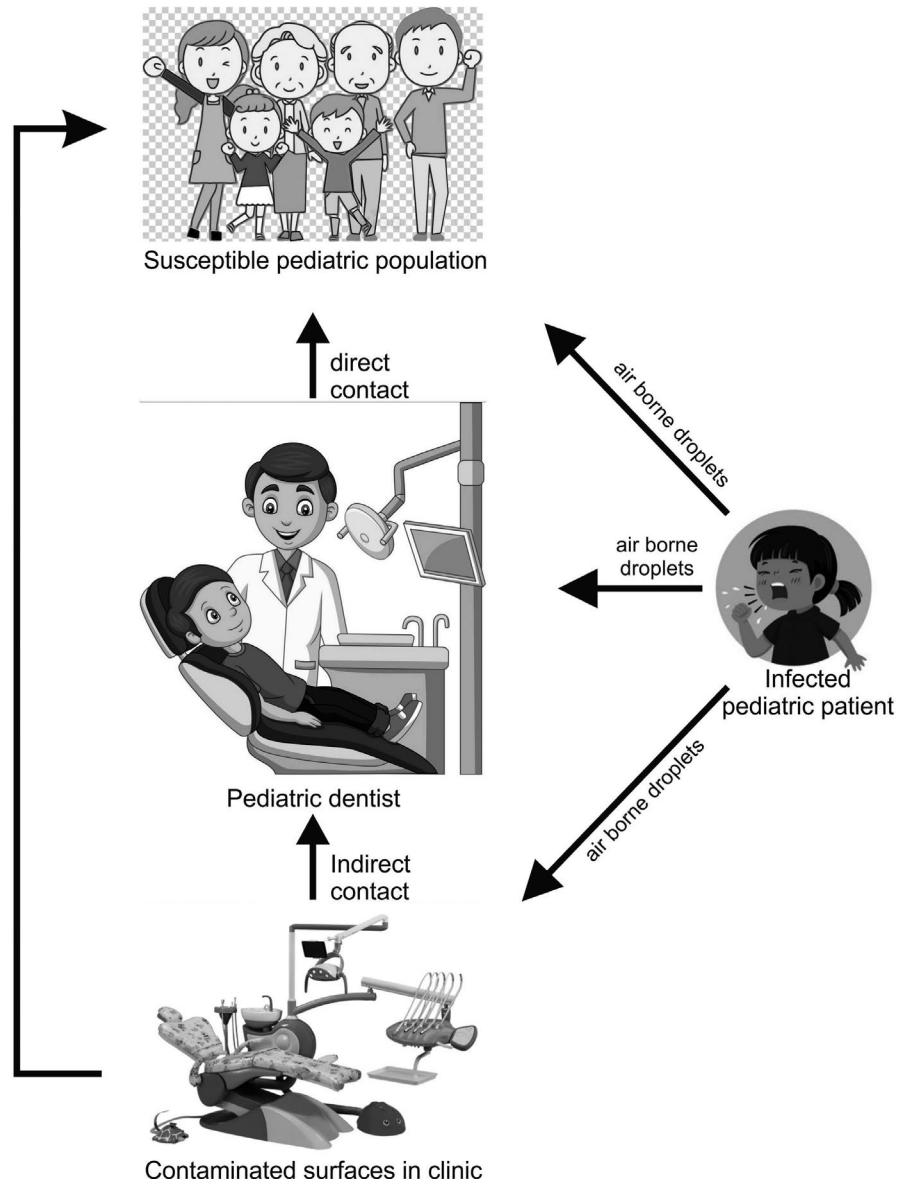 Susceptible pediatric population
direct
contact
air borne droplets
air borne
droplets
Infected
pediatric patient
Pediatric dentist
air borne droplets
Indirect
contact
Contaminated surfaces in clinic